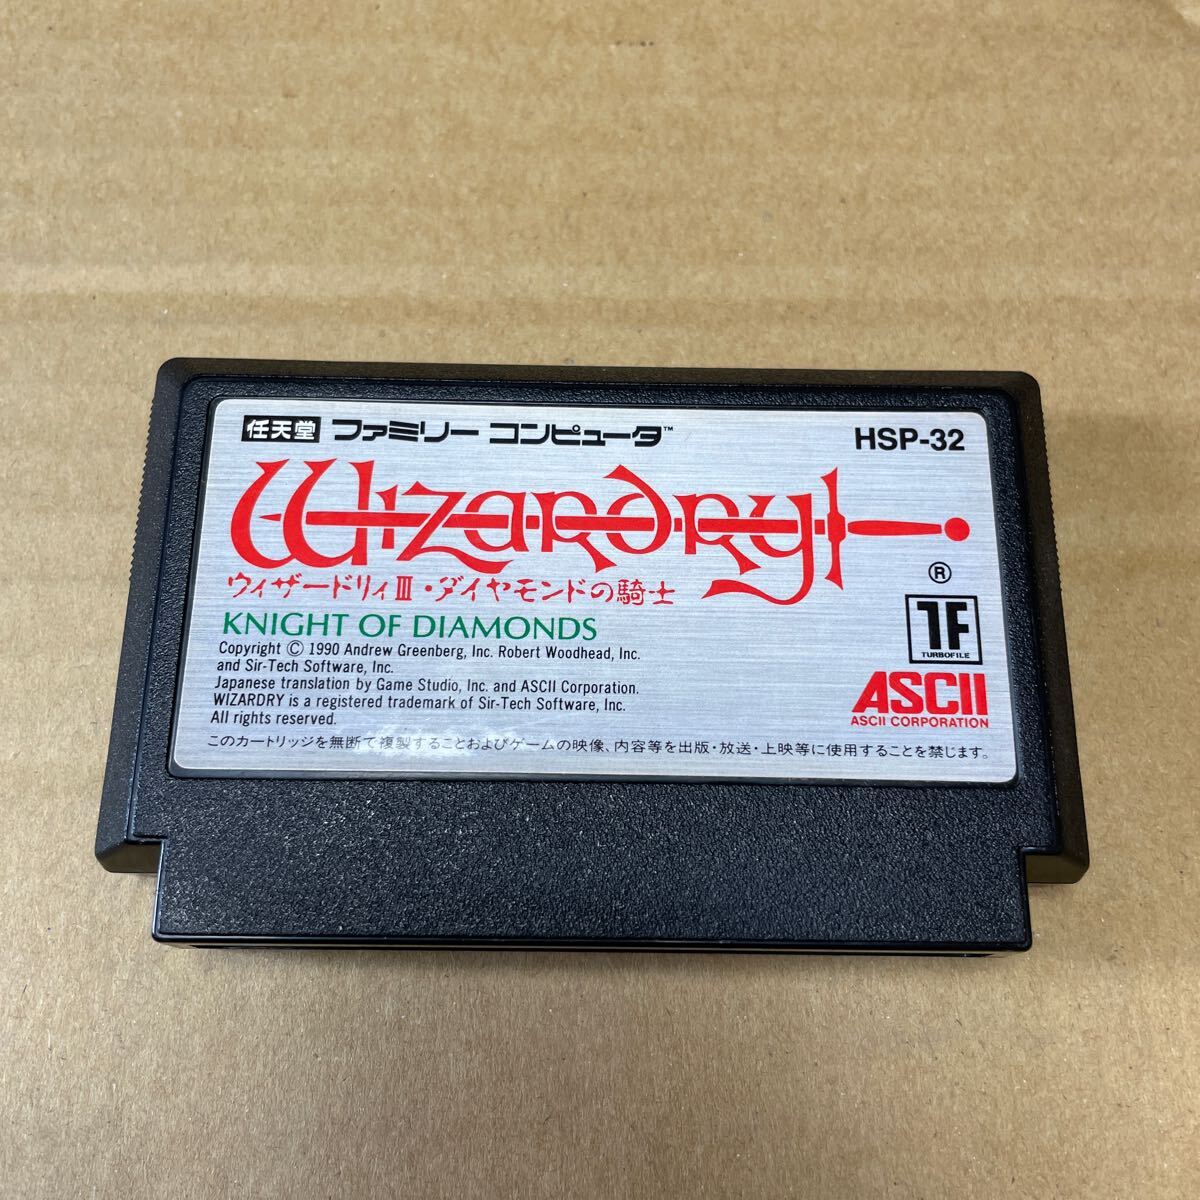 任天堂 ファミリー コンピュータ™ HSP-32
Wizardry
®
ウィザードリィⅢ・ダイヤモンドの騎士
KNIGHT OF DIAMONDS
Copyright © 1990 Andrew Greenberg, Inc. Robert Woodhead, Inc.
and Sir-Tech Software, Inc.
Japanese translation by Game Studio, Inc. and ASCII Corporation.
WIZARDRY is a registered trademark of Sir-Tech Software, Inc.
All rights reserved.
TF
TURBOFILE
ASCII
ASCII CORPORATION
このカートリッジを無断で複製することおよびゲームの映像、内容等を出版・放送・上映等に使用することを禁じます。